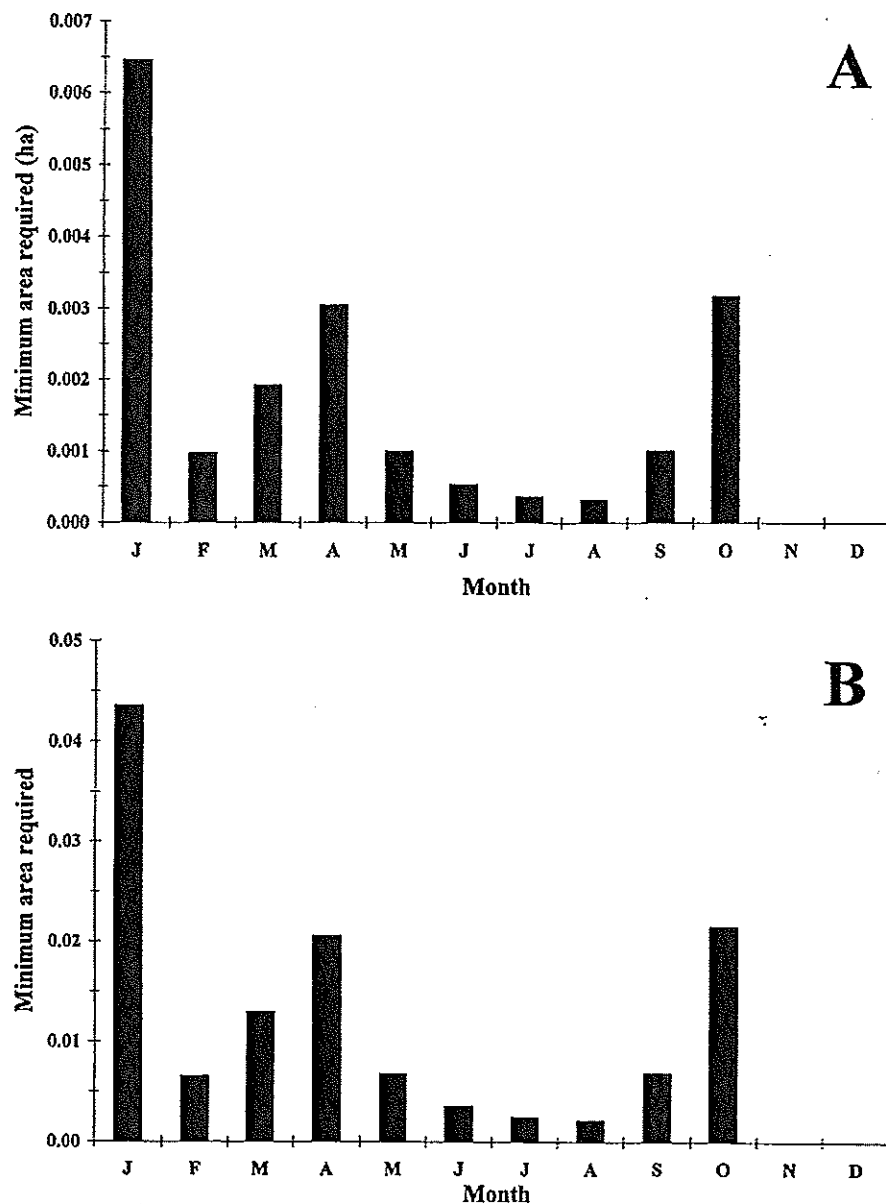 A
Minimum area required (ha)
0.007
0.006
0.005
0.004
0.003
0.002
0.001
0.000
J F M A M J J A S O N D
Month
B
Minimum area required
0.05
0.04
0.03
0.02
0.01
0.00
J F M A M J J A S O N D
Month